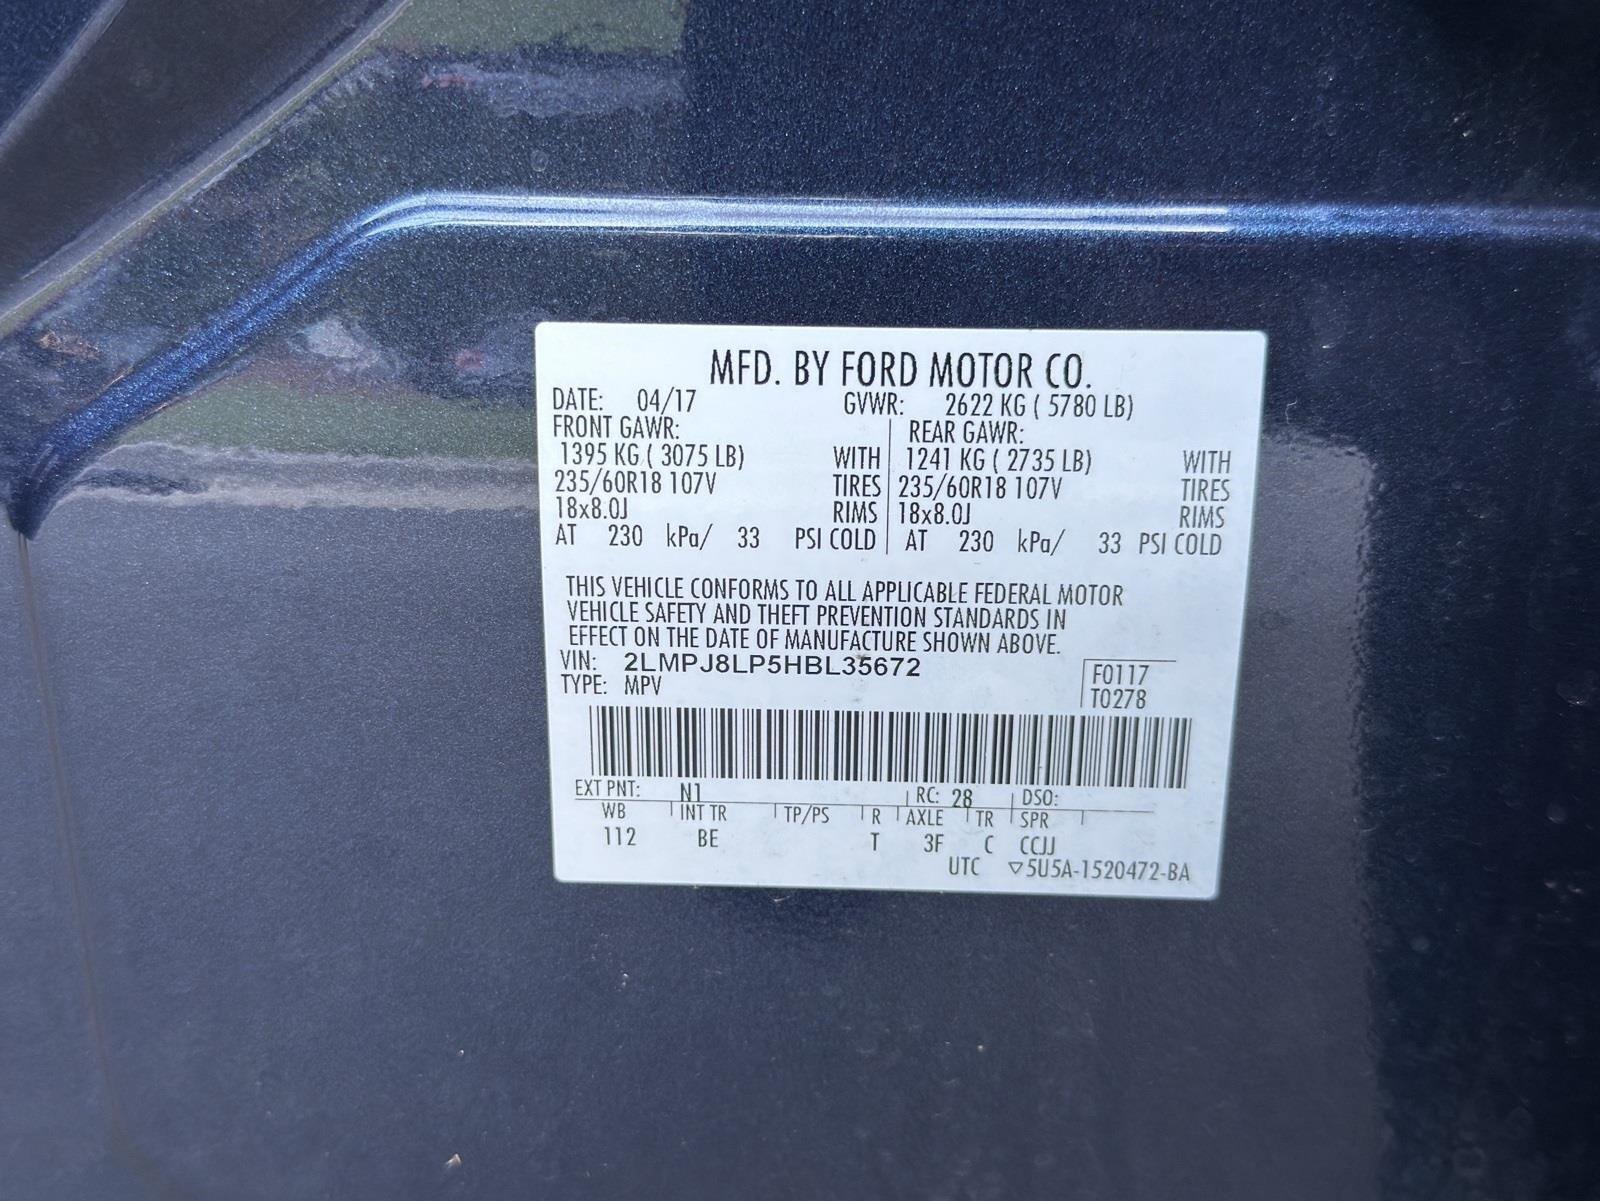 MFD. BY FORD MOTOR CO.
DATE: 04/17 GVWR: 2622 KG ( 5780 LB)
FRONT GAWR: REAR GAWR:
1395 KG ( 3075 LB) WITH 1241 KG ( 2735 LB) WITH
235/60R18 107V TIRES 235/60R18 107V TIRES
18x8.0J RIMS 18x8.0J RIMS
AT 230 kPa/ 33 PSI COLD AT 230 kPa/ 33 PSI COLD
THIS VEHICLE CONFORMS TO ALL APPLICABLE FEDERAL MOTOR
VEHICLE SAFETY AND THEFT PREVENTION STANDARDS IN
EFFECT ON THE DATE OF MANUFACTURE SHOWN ABOVE.
VIN: 2LMPJ8LP5HBL35672
TYPE: MPV
F0117
T0278
EXT PNT: N1 RC: 28 DSO:
WB INT TR TP/PS R AXLE TR SPR
112 BE T 3F C CCJJ
UTC ▽5U5A-1520472-BA